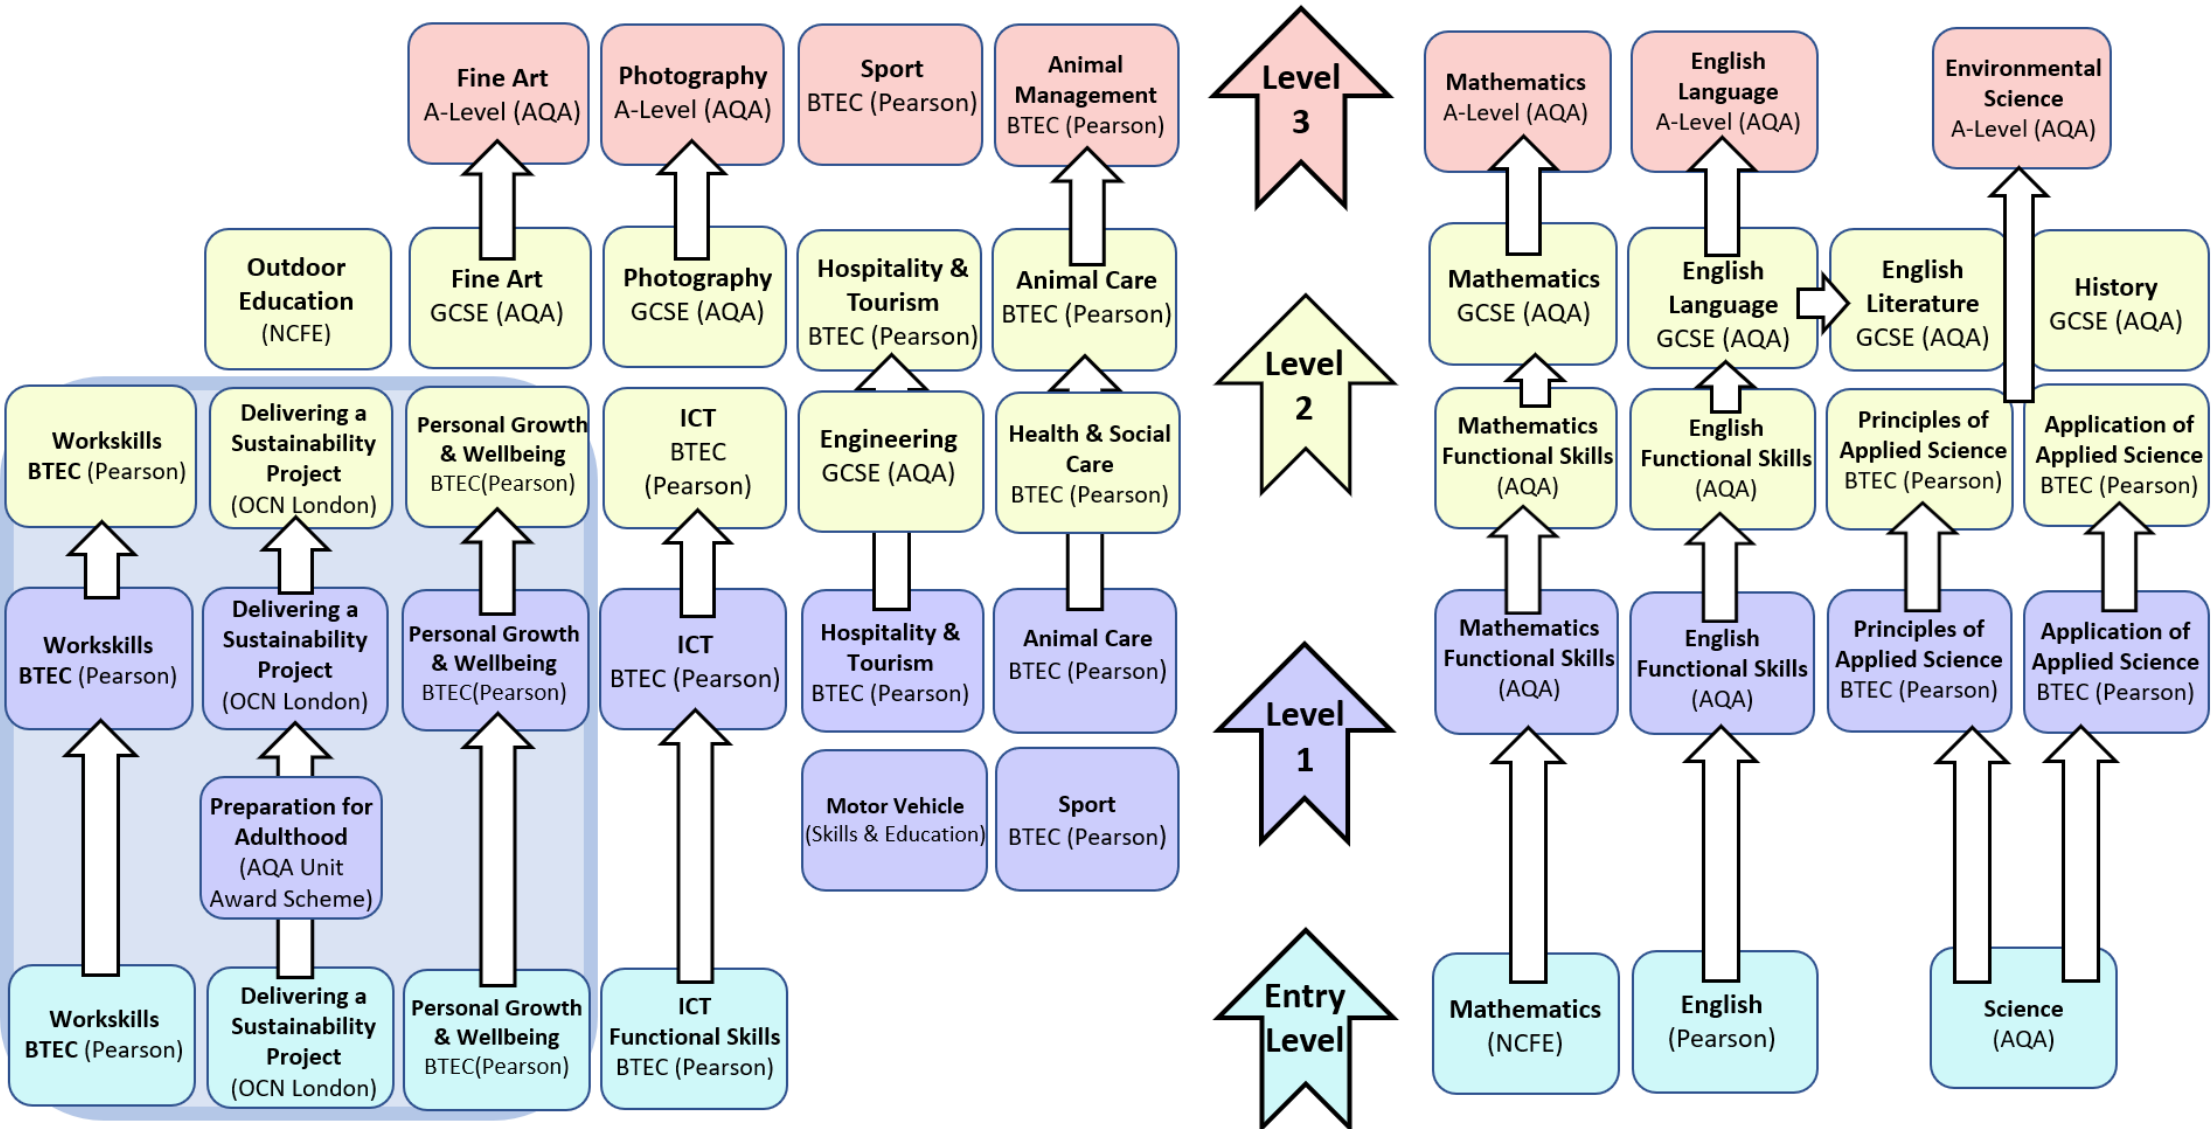 Fine Art
A-Level (AQA)
Photography
A-Level (AQA)
Sport
BTEC (Pearson)
Animal
Management
BTEC (Pearson)
Level
3
Mathematics
A-Level (AQA)
English
Language
A-Level (AQA)
Environmental
Science
A-Level (AQA)
Outdoor
Education
(NCFE)
Fine Art
GCSE (AQA)
Photography
GCSE (AQA)
Hospitality &
Tourism
BTEC (Pearson)
Animal Care
BTEC (Pearson)
Level
2
Mathematics
GCSE (AQA)
English
Language
GCSE (AQA)
English
Literature
GCSE (AQA)
History
GCSE (AQA)
Workskills
BTEC (Pearson)
Delivering a
Sustainability
Project
(OCN London)
Personal Growth
& Wellbeing
BTEC(Pearson)
ICT
BTEC
(Pearson)
Engineering
GCSE (AQA)
Health & Social
Care
BTEC (Pearson)
Mathematics
Functional Skills
(AQA)
English
Functional Skills
(AQA)
Principles of
Applied Science
BTEC (Pearson)
Application of
Applied Science
BTEC (Pearson)
Workskills
BTEC (Pearson)
Delivering a
Sustainability
Project
(OCN London)
Personal Growth
& Wellbeing
BTEC(Pearson)
ICT
BTEC (Pearson)
Hospitality &
Tourism
BTEC (Pearson)
Animal Care
BTEC (Pearson)
Level
1
Mathematics
Functional Skills
(AQA)
English
Functional Skills
(AQA)
Principles of
Applied Science
BTEC (Pearson)
Application of
Applied Science
BTEC (Pearson)
Preparation for
Adulthood
(AQA Unit
Award Scheme)
Motor Vehicle
(Skills & Education)
Sport
BTEC (Pearson)
Workskills
BTEC (Pearson)
Delivering a
Sustainability
Project
(OCN London)
Personal Growth
& Wellbeing
BTEC(Pearson)
ICT
Functional Skills
BTEC (Pearson)
Entry
Level
Mathematics
(NCFE)
English
(Pearson)
Science
(AQA)